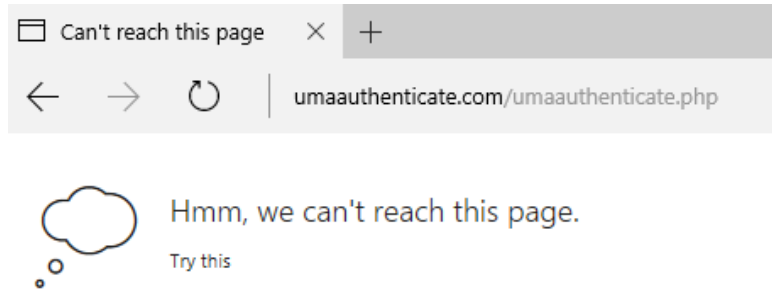 Can't reach this page
umaauthenticate.com/umaauthenticate.php
Hmm, we can't reach this page.
Try this